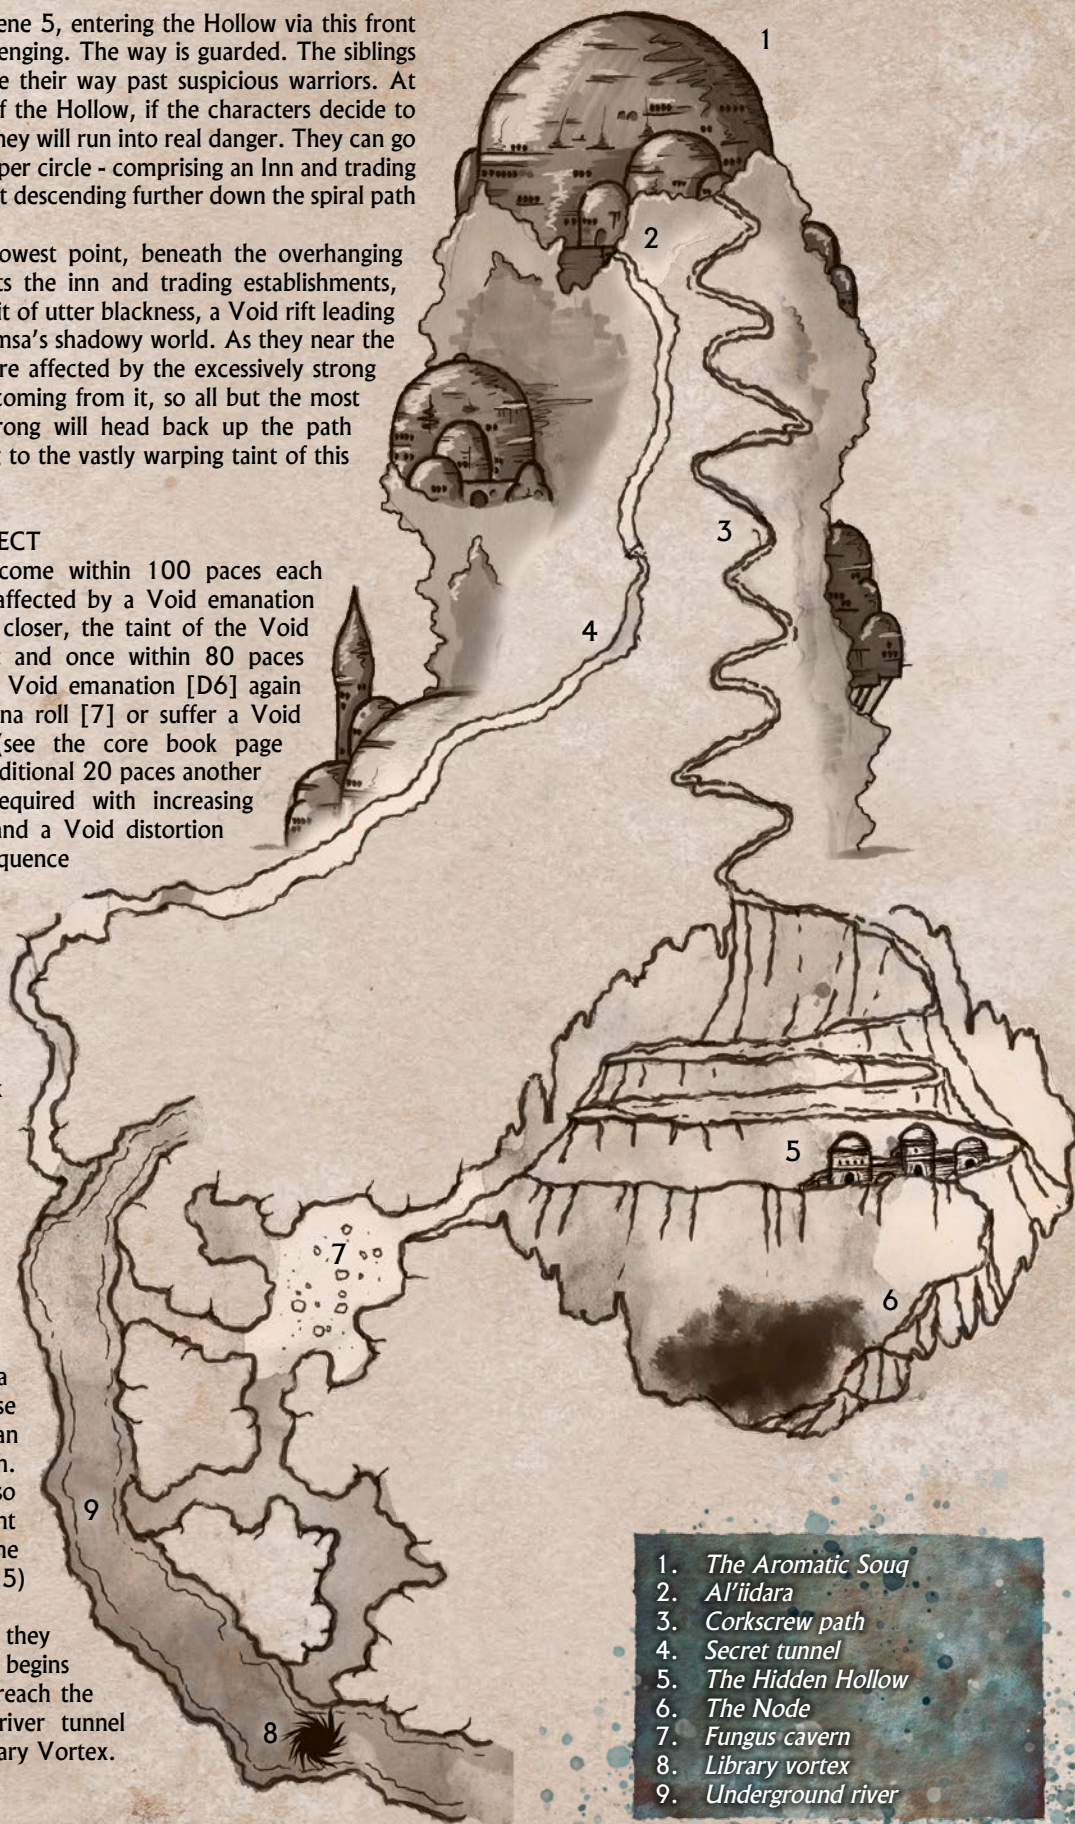 ene 5, entering the Hollow via this front
enging. The way is guarded. The siblings
e their way past suspicious warriors. At
f the Hollow, if the characters decide to
hey will run into real danger. They can go
per circle - comprising an Inn and trading
t descending further down the spiral path
owest point, beneath the overhanging
ts the inn and trading establishments,
it of utter blackness, a Void rift leading
msa's shadowy world. As they near the
re affected by the excessively strong
coming from it, so all but the most
rong will head back up the path
g to the vastly warping taint of this
ECT
come within 100 paces each
affected by a Void emanation
closer, the taint of the Void
t and once within 80 paces
Void emanation [D6] again
na roll [7] or suffer a Void
(see the core book page
ditional 20 paces another
equired with increasing
and a Void distortion
quence
a
se
an
n.
so
nt
ne
5)
they
begins
reach the
river tunnel
ary Vortex.
1
2
3
4
5
6
7
8
9
1. The Aromatic Souq
2. Al'iidara
3. Corkscrew path
4. Secret tunnel
5. The Hidden Hollow
6. The Node
7. Fungus cavern
8. Library vortex
9. Underground river